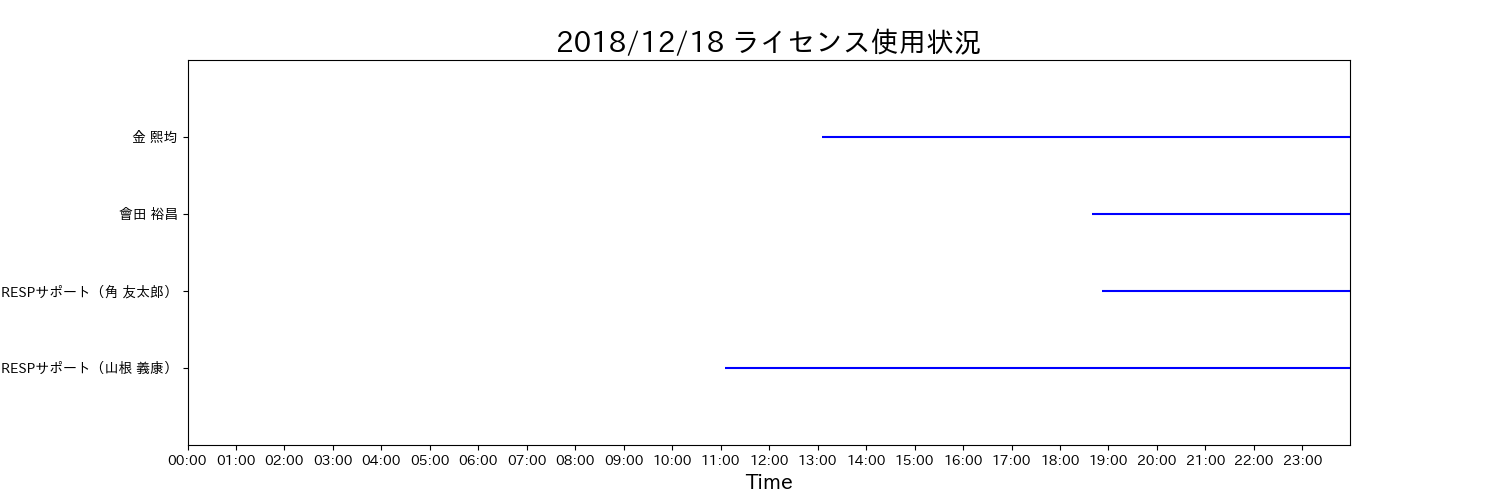 2018/12/18 ライセンス使用状況
金 熙均
會田 裕昌
RESPサポート（角 友太郎）
RESPサポート（山根 義康）
00:00 01:00 02:00 03:00 04:00 05:00 06:00 07:00 08:00 09:00 10:00 11:00 12:00 13:00 14:00 15:00 16:00 17:00 18:00 19:00 20:00 21:00 22:00 23:00
Time